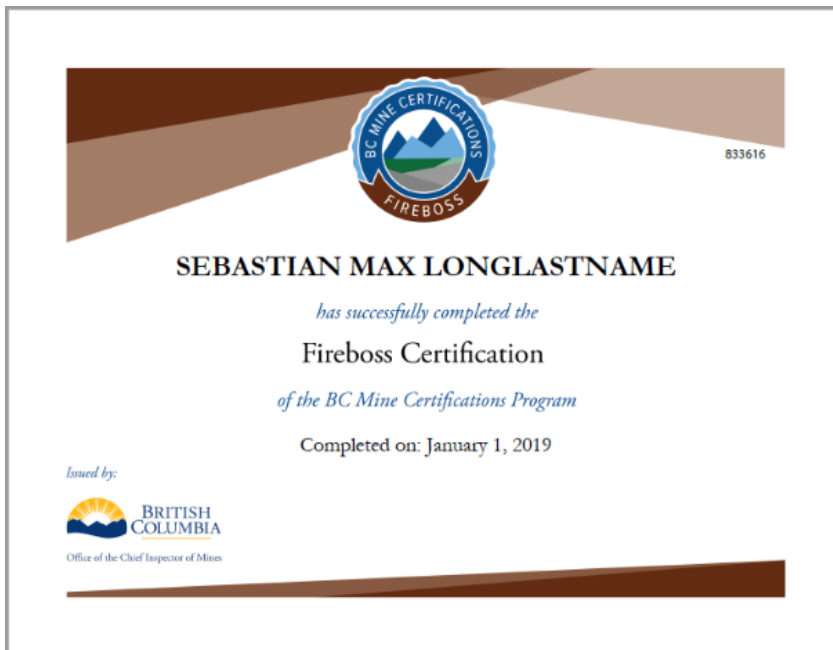 BC MINE CERTIFICATIONS
FIREBOSS
833616
SEBASTIAN MAX LONGLASTNAME
has successfully completed the
Fireboss Certification
of the BC Mine Certifications Program
Completed on: January 1, 2019
Issued by:
BRITISH
COLUMBIA
Office of the Chief Inspector of Mines